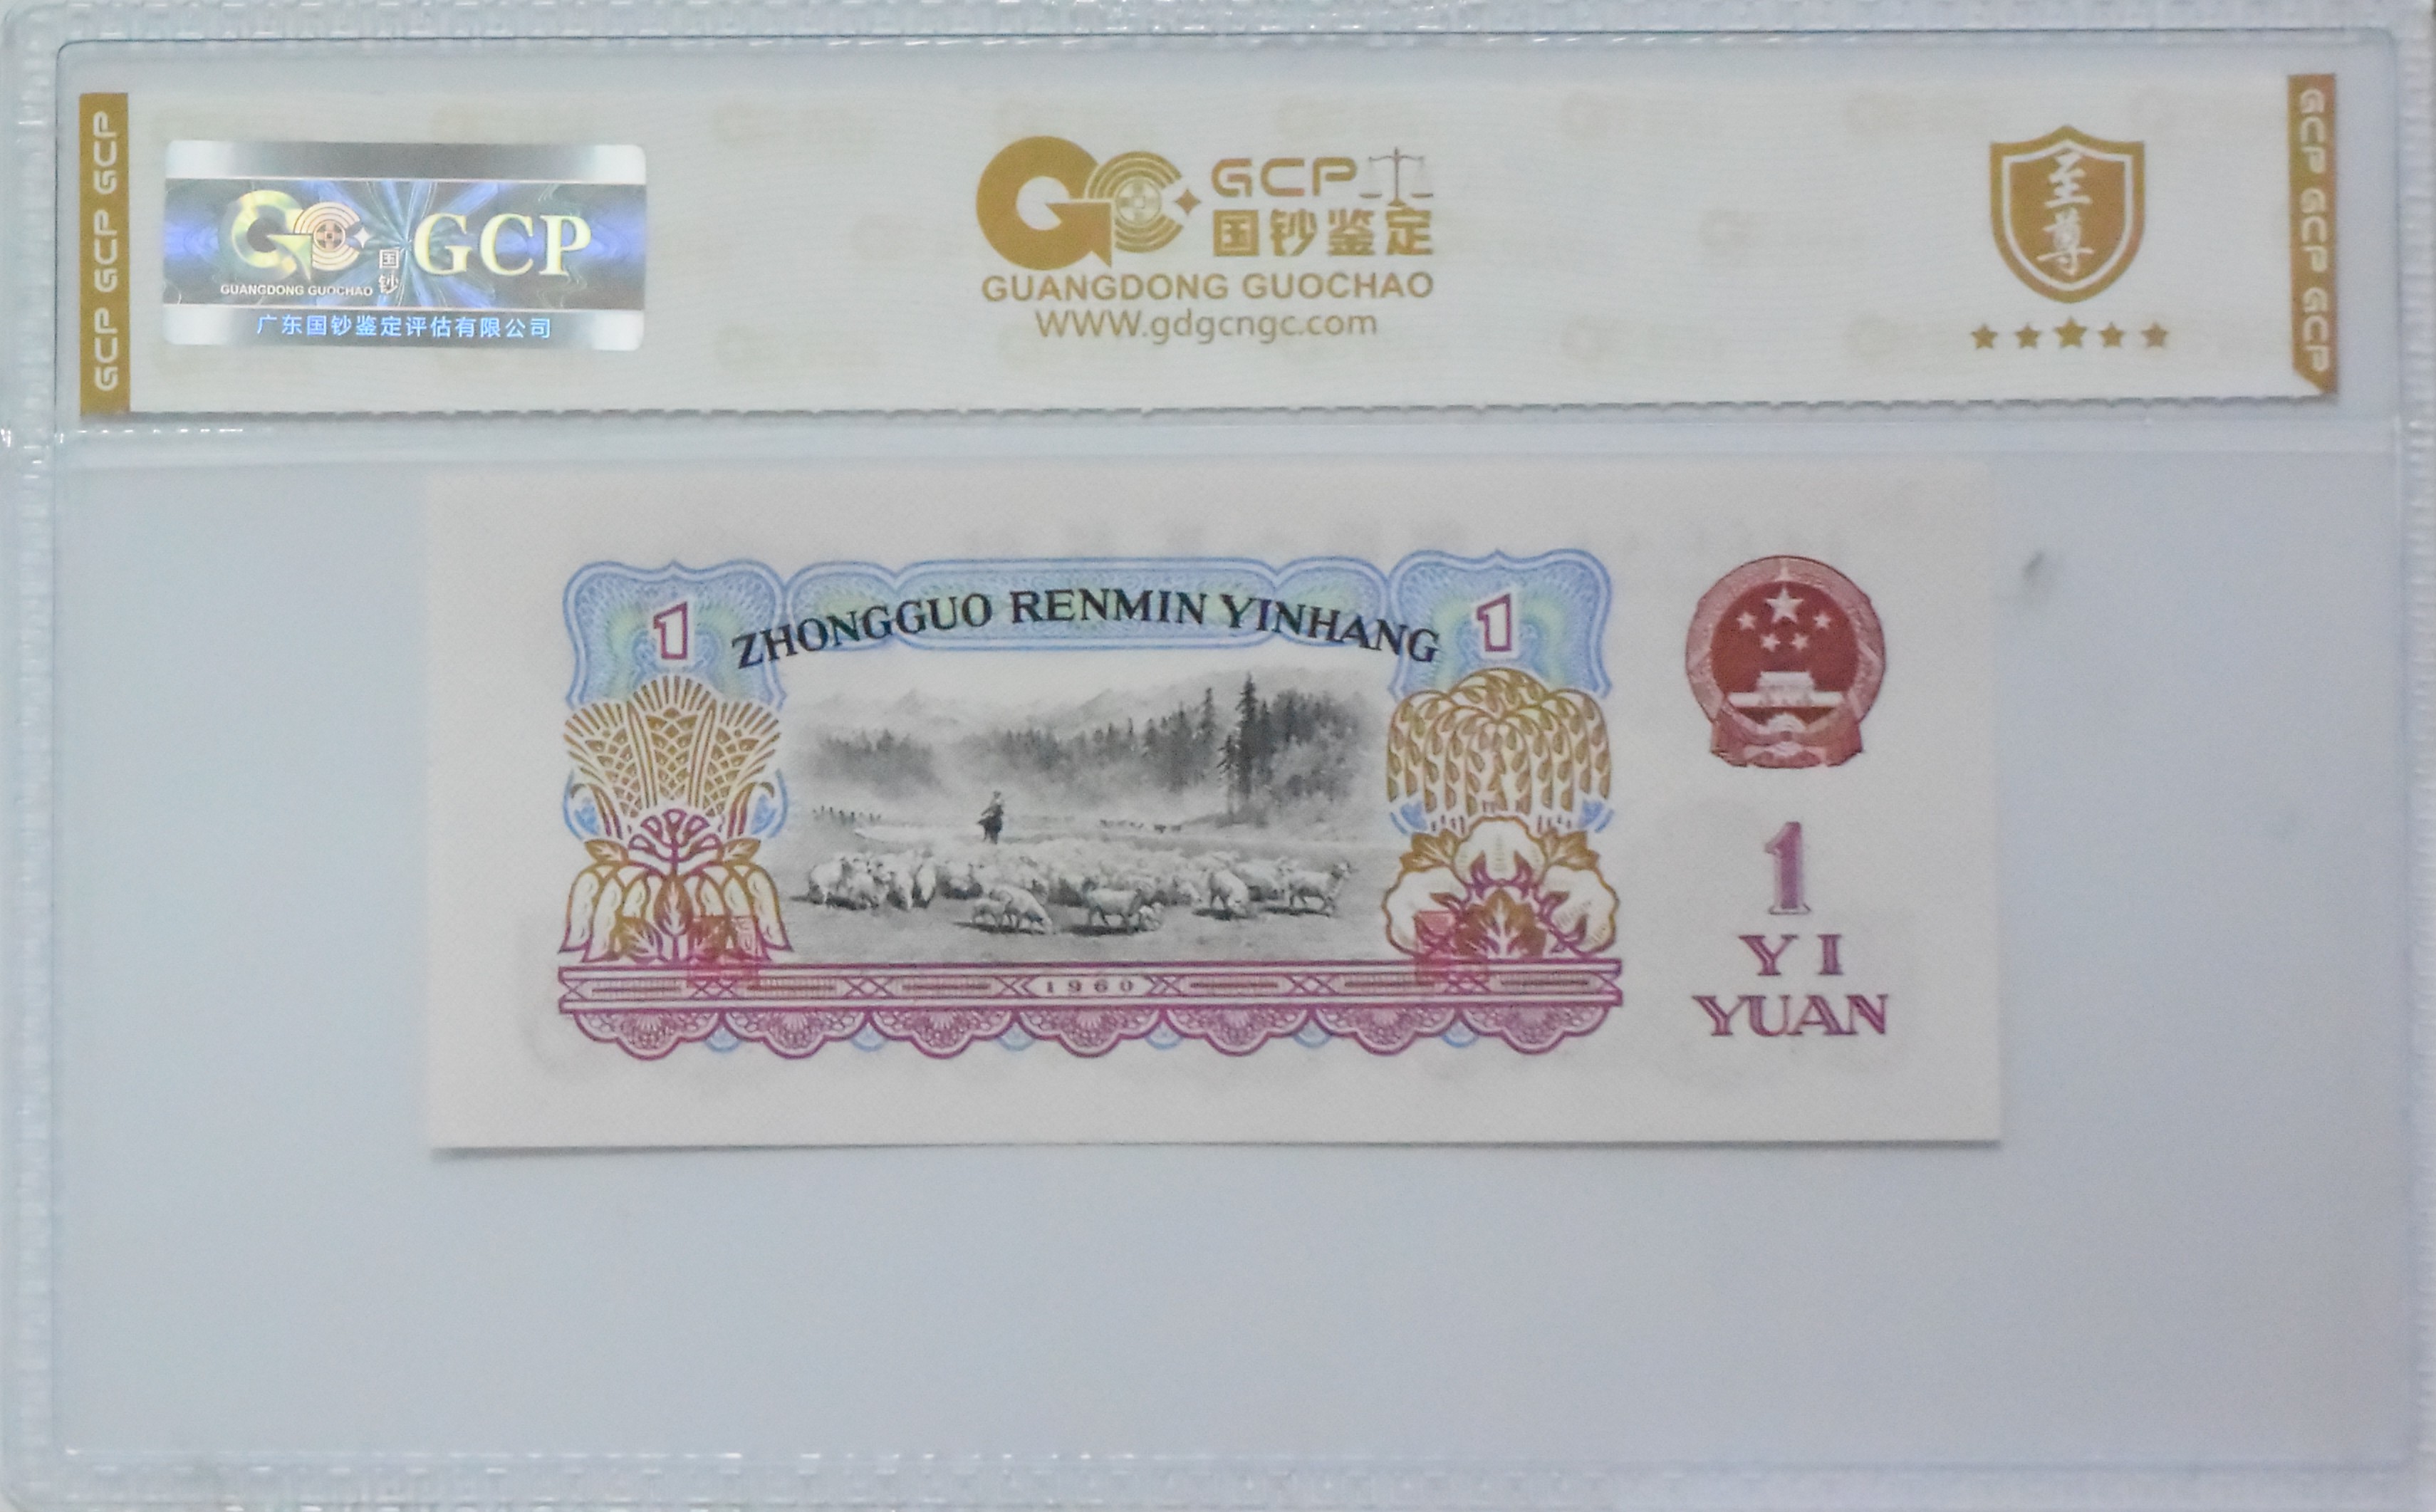 GCP GCP GCP
GC GCP
国钞
GUANGDONG GUOCHAO
广东国钞鉴定评估有限公司
GC GCP
国钞鉴定
GUANGDONG GUOCHAO
WWW.gdgcngc.com
至尊
GCP GCP GCP
1 ZHONGGUO RENMIN YINHANG 1
1960
1
YI
YUAN